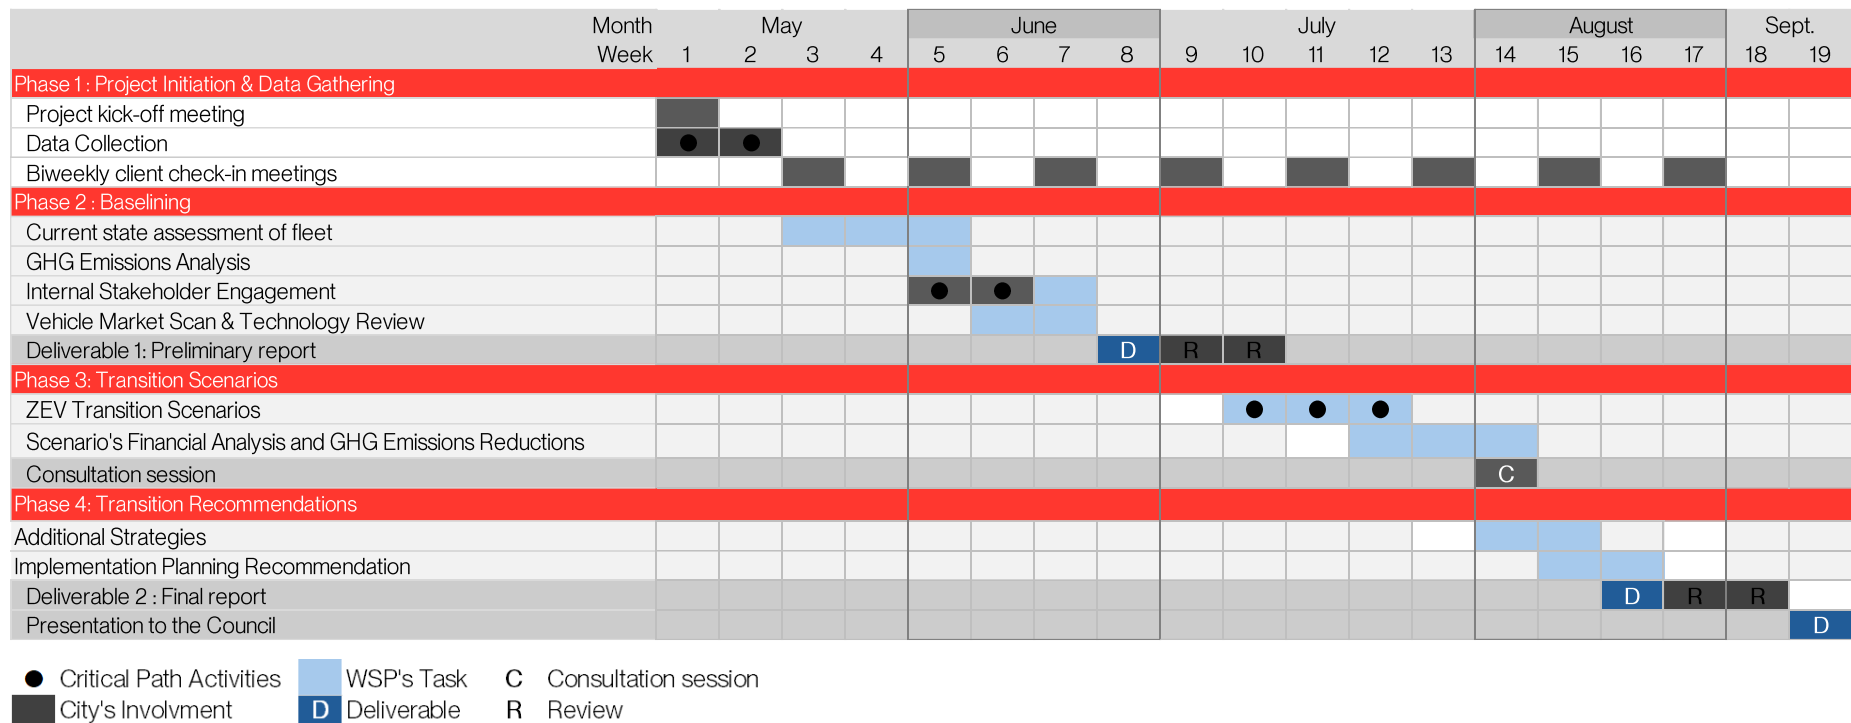 Month May June July August Sept.
Week 1 2 3 4 5 6 7 8 9 10 11 12 13 14 15 16 17 18 19
Phase 1 : Project Initiation & Data Gathering
Project kick-off meeting
Data Collection
Biweekly client check-in meetings
Phase 2 : Baselining
Current state assessment of fleet
GHG Emissions Analysis
Internal Stakeholder Engagement
Vehicle Market Scan & Technology Review
Deliverable 1: Preliminary report D R R
Phase 3: Transition Scenarios
ZEV Transition Scenarios
Scenario's Financial Analysis and GHG Emissions Reductions
Consultation session C
Phase 4: Transition Recommendations
Additional Strategies
Implementation Planning Recommendation
Deliverable 2 : Final report D R R
Presentation to the Council D
Critical Path Activities WSP's Task C Consultation session
City's Involvment D Deliverable R Review